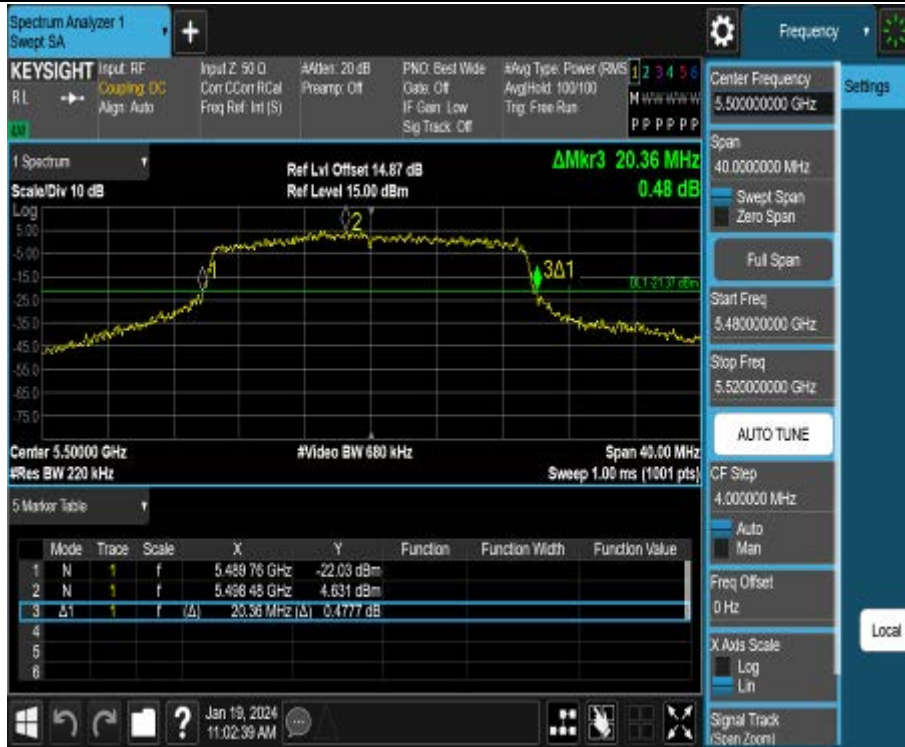 Spectrum Analyzer 1
Swept SA
+
Frequency
KEYSIGHT
RL
Input: RF
Coupling: DC
Align: Auto
Input Z: 50 Ω
Corr CCorr RCal
Freq Ref: Int (S)
#Atten: 20 dB
Preamp: Off
PNO: Best Wide
Gate: Off
IF Gain: Low
Sig Track: Off
#Avg Type: Power (RMS
Avg|Hold: 100/100
Trig: Free Run
1 2 3 4 5 6
M W W W W W
P P P P P P
1 Spectrum
Scale/Div 10 dB
Ref Lvl Offset 14.87 dB
Ref Level 15.00 dBm
ΔMkr3 20.36 MHz
0.48 dB
Log
5.00
-5.00
-15.0
-25.0
-35.0
-45.0
-55.0
-65.0
-75.0
1
2
3Δ1
DL1 -21.37 dBm
Center 5.50000 GHz
#Video BW 680 kHz
Span 40.00 MHz
#Res BW 220 kHz
Sweep 1.00 ms (1001 pts)
5 Marker Table
Mode Trace Scale X Y Function Function Width Function Value
1 N 1 f 5.489 76 GHz -22.03 dBm
2 N 1 f 5.498 48 GHz 4.631 dBm
3 Δ1 1 f (Δ) 20.36 MHz (Δ) 0.4777 dB
4
5
6
?
Jan 19, 2024
11:02:39 AM
Center Frequency
5.500000000 GHz
Settings
Span
40.0000000 MHz
Swept Span
Zero Span
Full Span
Start Freq
5.480000000 GHz
Stop Freq
5.520000000 GHz
AUTO TUNE
CF Step
4.000000 MHz
Auto
Man
Freq Offset
0 Hz
Local
X Axis Scale
Log
Lin
Signal Track
(Span Zoom)